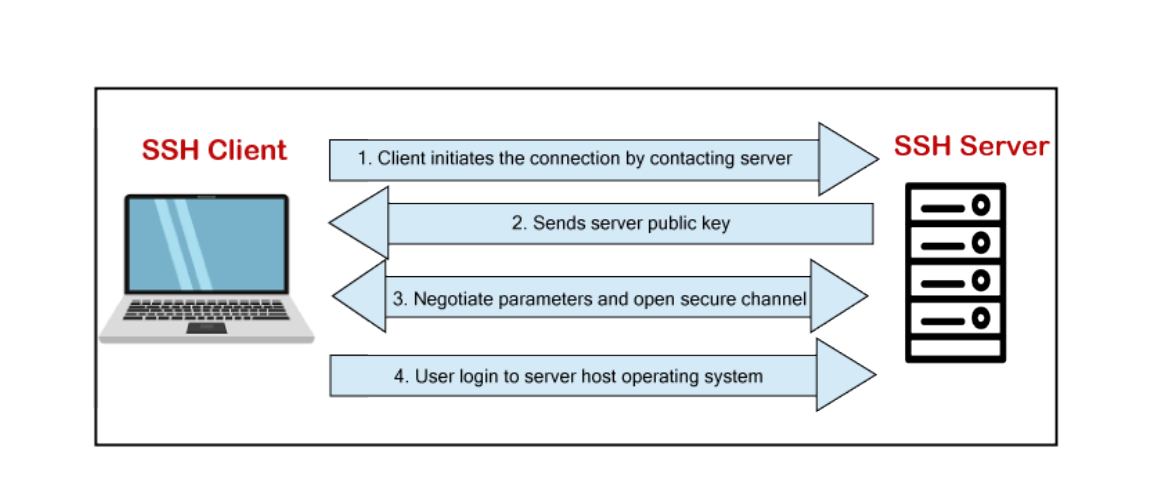 SSH Client
SSH Server
1. Client initiates the connection by contacting server
2. Sends server public key
3. Negotiate parameters and open secure channel
4. User login to server host operating system